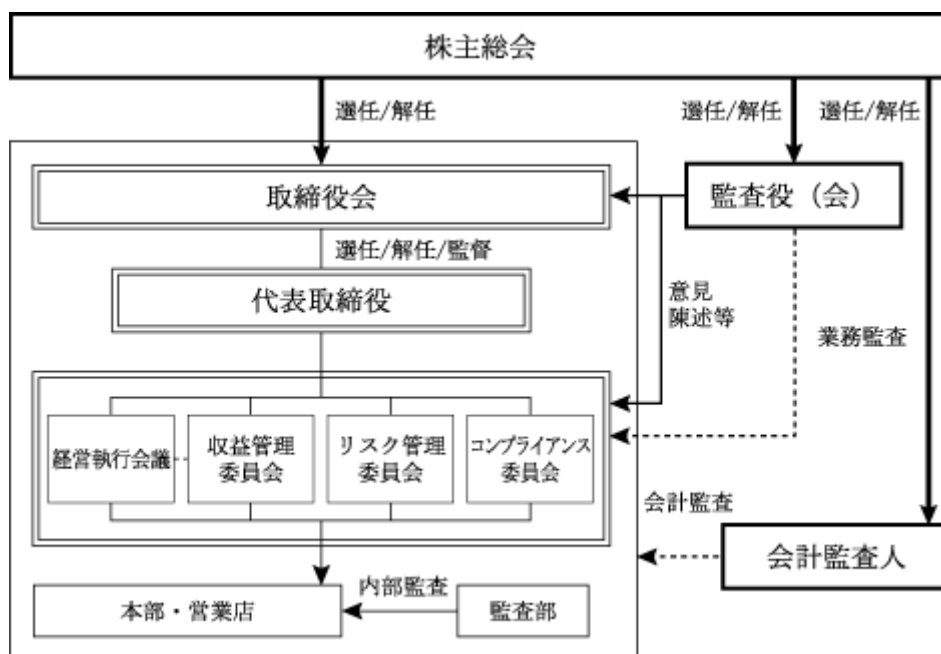 株主総会
選任/解任
選任/解任
選任/解任
取締役会
監査役（会）
選任/解任/監督
代表取締役
意見
陳述等
業務監査
経営執行会議
収益管理
委員会
リスク管理
委員会
コンプライアンス
委員会
会計監査
会計監査人
内部監査
本部・営業店
監査部